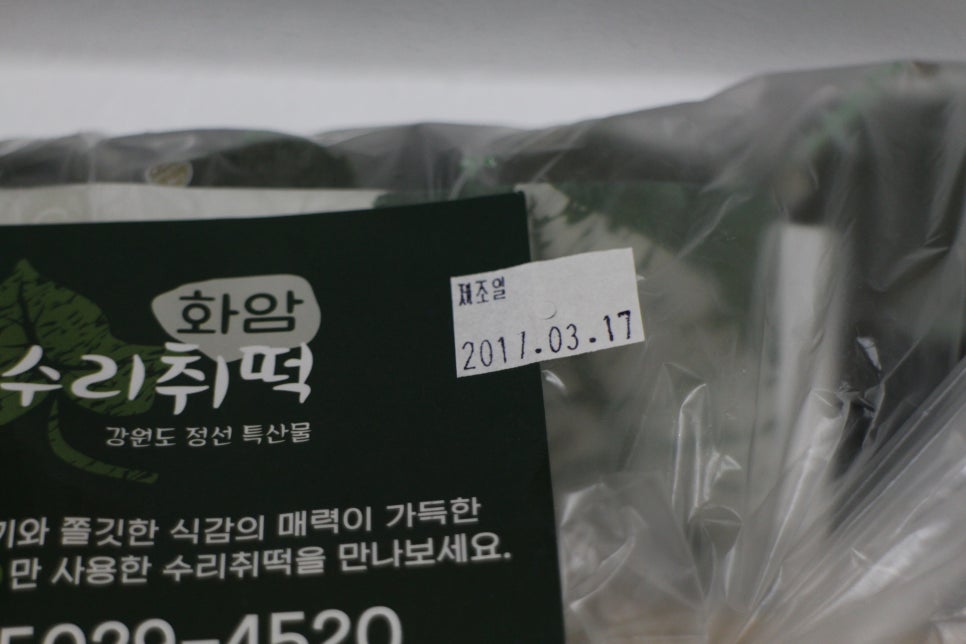 화암
수리취떡
강원도 정선 특산물
쫄깃한 식감의 매력이 가득한
만 사용한 수리취떡을 만나보세요.
5029-4520
제조일
2017.03.17